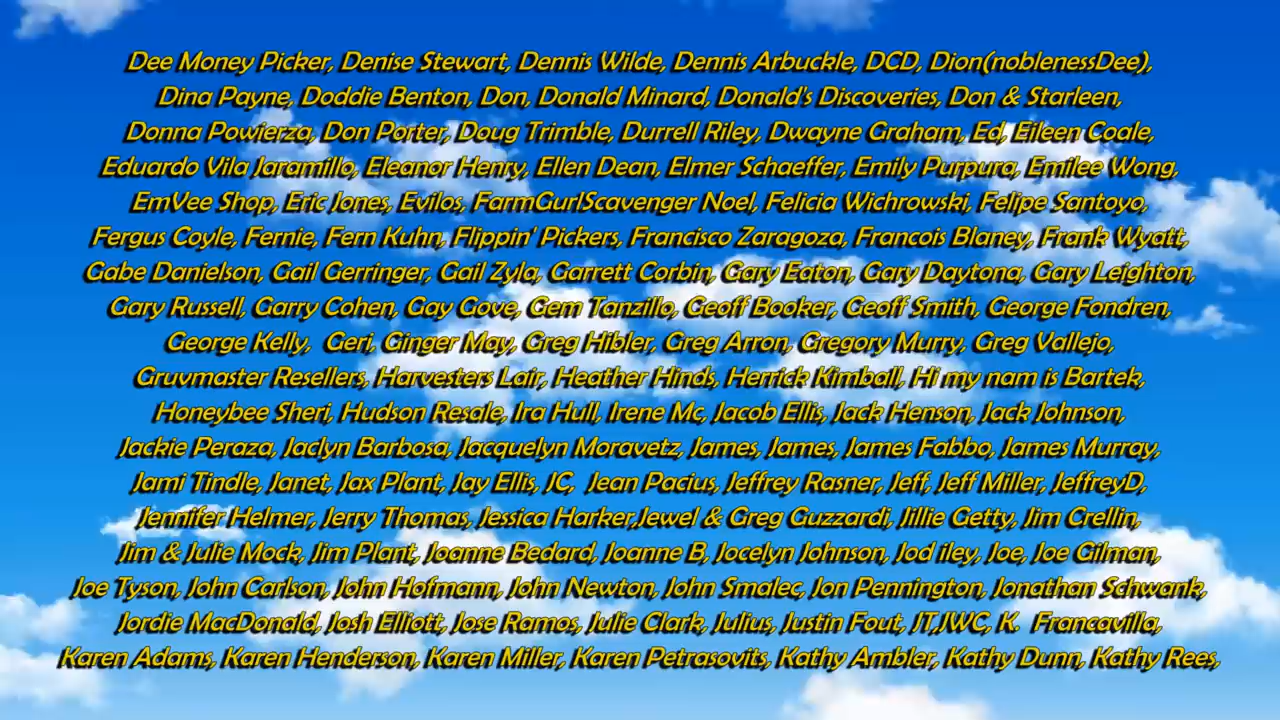 Dee Money Picker, Denise Stewart, Dennis Wilde, Dennis Arbuckle, DCD, Dion(noblenessDee),
Dina Payne, Doddie Benton, Don, Donald Minard, Donald's Discoveries, Don & Starleen,
Donna Powierza, Don Porter, Doug Trimble, Durrell Riley, Dwayne Graham, Ed, Eileen Coale,
Eduardo Vila Jaramillo, Eleanor Henry, Ellen Dean, Elmer Schaeffer, Emily Purpura, Emilee Wong,
EmVee Shop, Eric Jones, Evilos, FarmGurlScavenger Noel, Felicia Wichrowski, Felipe Santoyo,
Fergus Coyle, Fernie, Fern Kuhn, Flippin' Pickers, Francisco Zaragoza, Francois Blaney, Frank Wyatt,
Gabe Danielson, Gail Gerringer, Gail Zyla, Garrett Corbin, Gary Eaton, Gary Daytona, Gary Leighton,
Gary Russell, Garry Cohen, Gay Gove, Gem Tanzillo, Geoff Booker, Geoff Smith, George Fondren,
George Kelly,  Geri, Ginger May, Greg Hibler, Greg Arron, Gregory Murry, Greg Vallejo,
Gruvmaster Resellers, Harvesters Lair, Heather Hinds, Herrick Kimball, Hi my nam is Bartek,
Honeybee Sheri, Hudson Resale, Ira Hull, Irene Mc, Jacob Ellis, Jack Henson, Jack Johnson,
Jackie Peraza, Jaclyn Barbosa, Jacquelyn Moravetz, James, James, James Fabbo, James Murray,
Jami Tindle, Janet, Jax Plant, Jay Ellis, JC,  Jean Pacius, Jeffrey Rasner, Jeff, Jeff Miller, JeffreyD,
Jennifer Helmer, Jerry Thomas, Jessica Harker,Jewel & Greg Guzzardi, Jillie Getty, Jim Crellin,
Jim & Julie Mock, Jim Plant, Joanne Bedard, Joanne B, Jocelyn Johnson, Jod iley, Joe, Joe Gilman,
Joe Tyson, John Carlson, John Hofmann, John Newton, John Smalec, Jon Pennington, Jonathan Schwank,
Jordie MacDonald, Josh Elliott, Jose Ramos, Julie Clark, Julius, Justin Fout, JT,JWC, K.  Francavilla,
Karen Adams, Karen Henderson, Karen Miller, Karen Petrasovits, Kathy Ambler, Kathy Dunn, Kathy Rees,